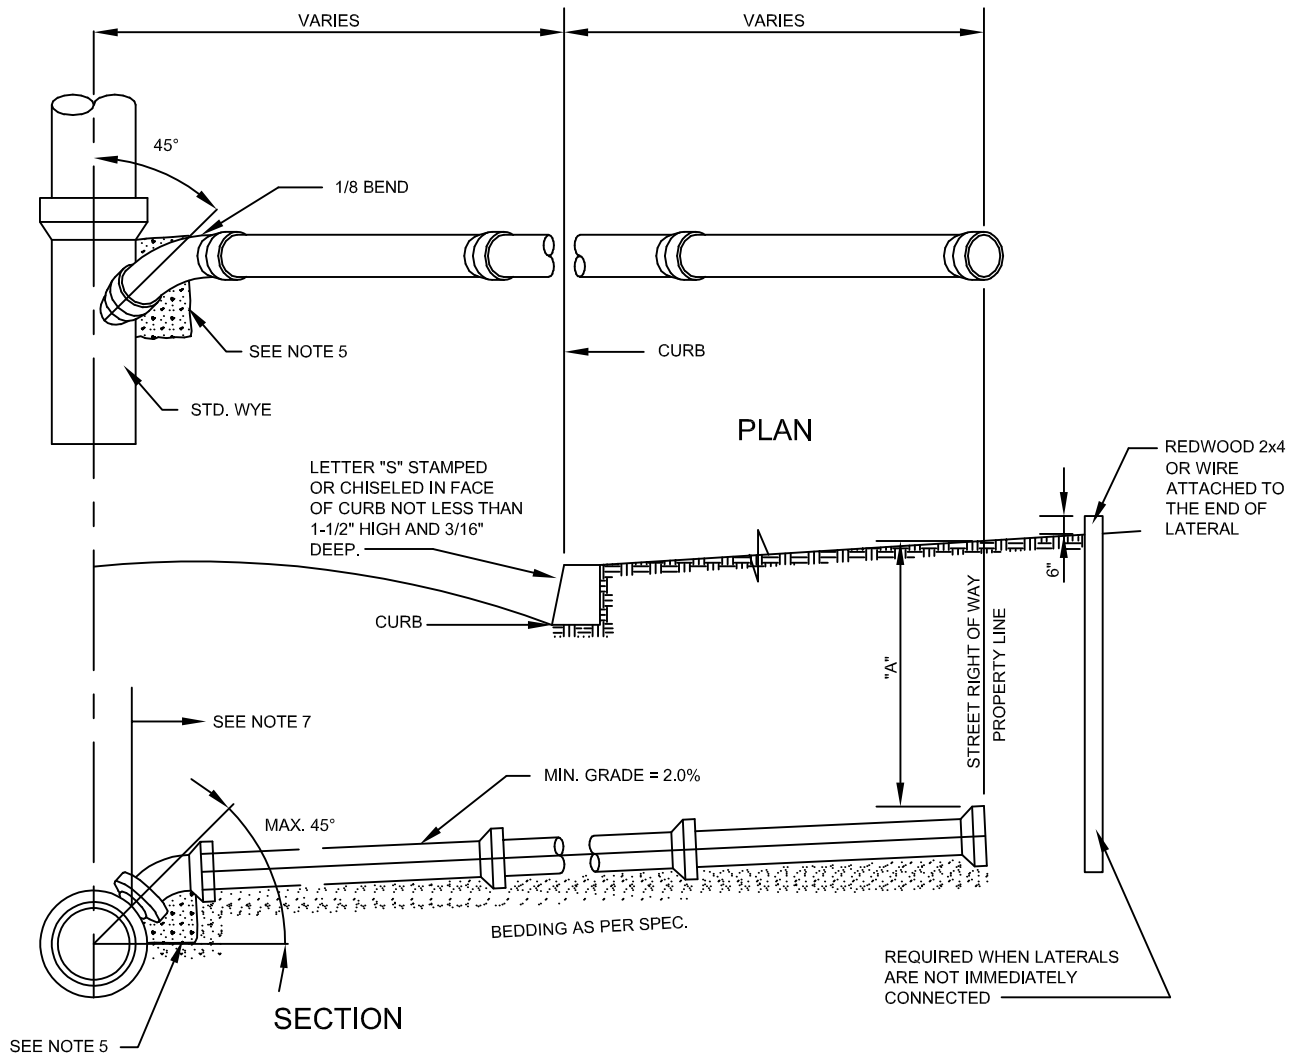 VARIES
VARIES
45°
1/8 BEND
SEE NOTE 5
CURB
STD. WYE
PLAN
LETTER "S" STAMPED
OR CHISELED IN FACE
OF CURB NOT LESS THAN
1-1/2" HIGH AND 3/16"
DEEP.
REDWOOD 2x4
OR WIRE
ATTACHED TO
THE END OF
LATERAL
6"
CURB
"A"
STREET RIGHT OF WAY
PROPERTY LINE
SEE NOTE 7
MIN. GRADE = 2.0%
MAX. 45°
BEDDING AS PER SPEC.
REQUIRED WHEN LATERALS
ARE NOT IMMEDIATELY
CONNECTED
SECTION
SEE NOTE 5